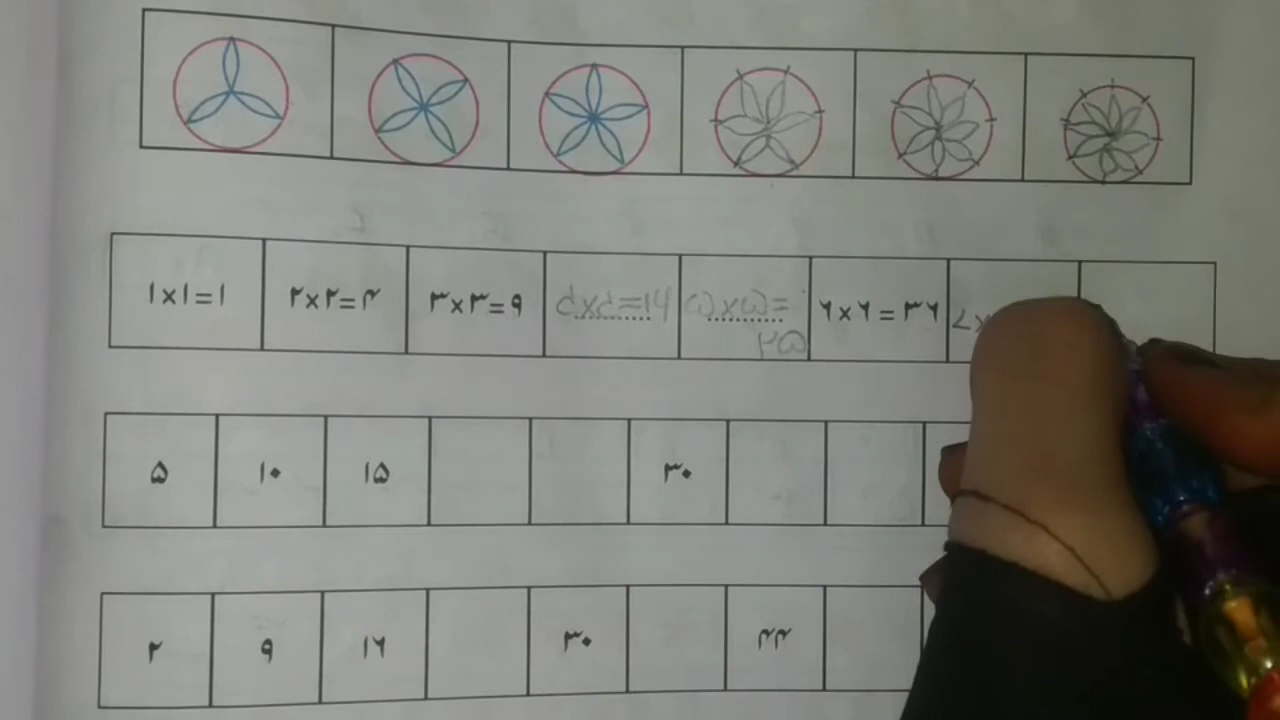 ۱×۱=۱ ۲×۲=۴ ۳×۳=۹ ۴×۴=۱۶ ۵×۵= ۶×۶=۳۶ ۷×
۲۵
۵ ۱۰ ۱۵ ۳۰
۲ ۹ ۱۶ ۳۰ ۴۴